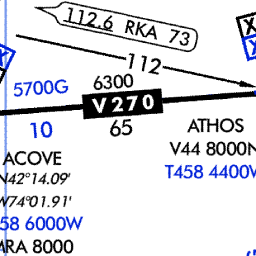 112.6 RKA 73
X
X
X
X
112
5700G
6300
V270
10
65
ATHOS
V44 8000N
T458 4400W
ACOVE
N42°14.09'
W74°01.91'
58 6000W
MRA 8000